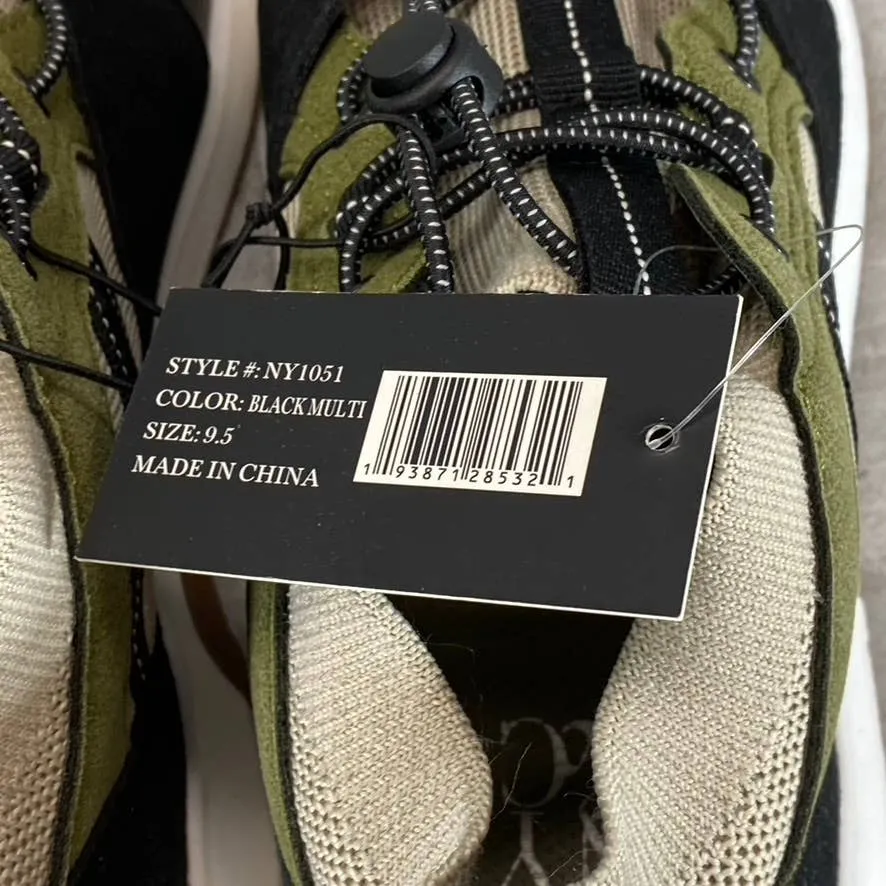 STYLE #: NY1051
COLOR: BLACK MULTI
SIZE: 9.5
MADE IN CHINA
1 93871 28532 1